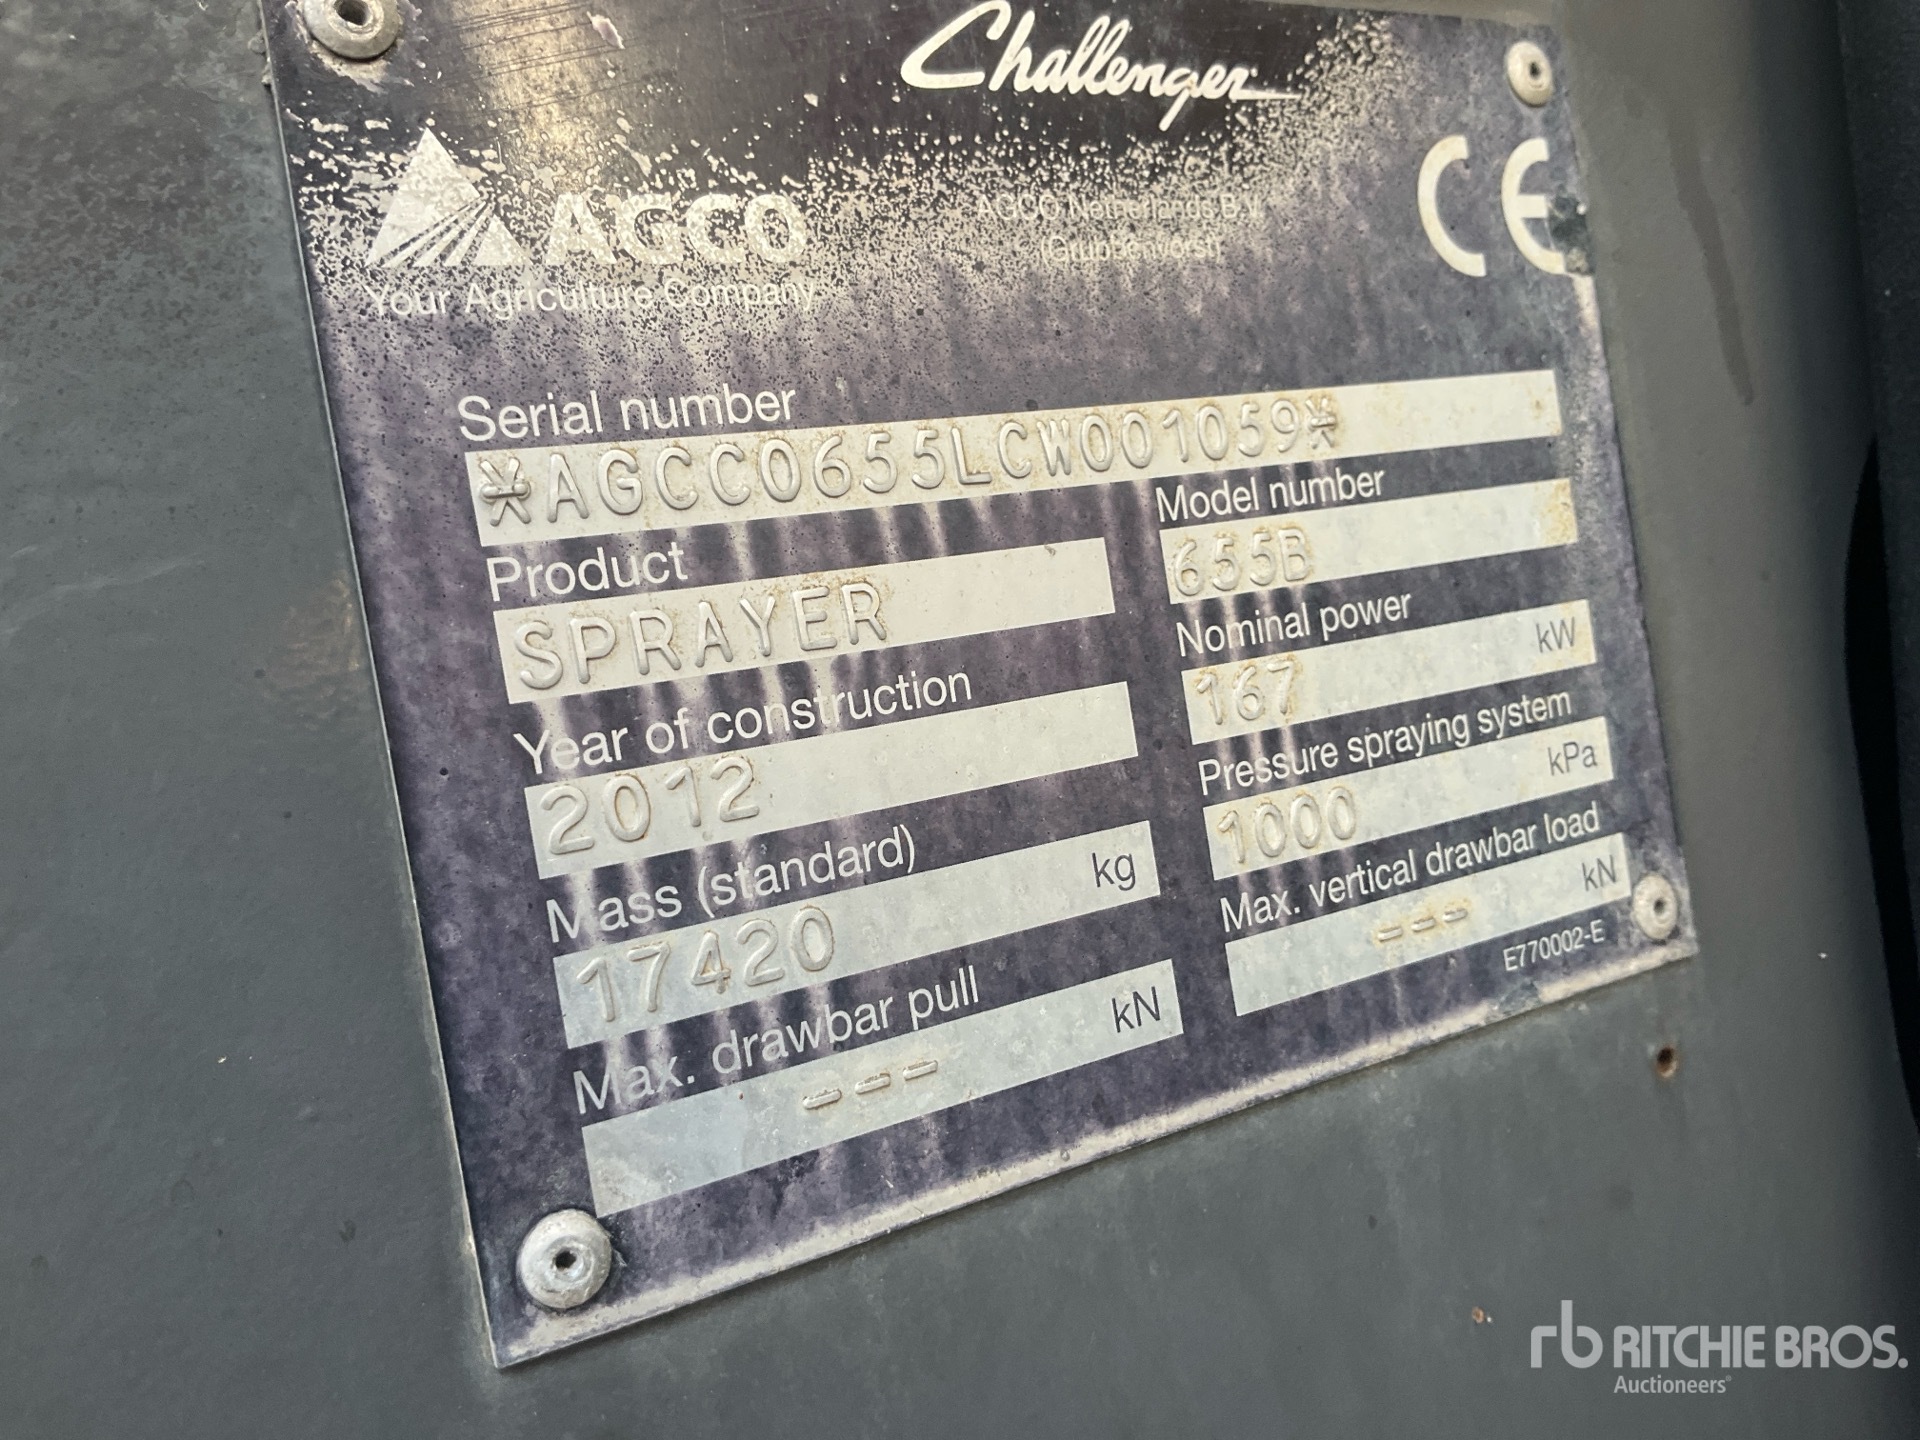 Challenger
AGCO
Your Agriculture Company
AGCO Netherlands B.V.
(Grubbenvorst)
CE
Serial number
*AGCC0655LCW001059*
Product
SPRAYER
Model number
655B
Nominal power
167 kW
Year of construction
2012
Pressure spraying system
1000 kPa
Mass (standard)
17420 kg
Max. vertical drawbar load
--- kN
Max. drawbar pull
--- kN
E770002-E
rb RITCHIE BROS.
Auctioneers